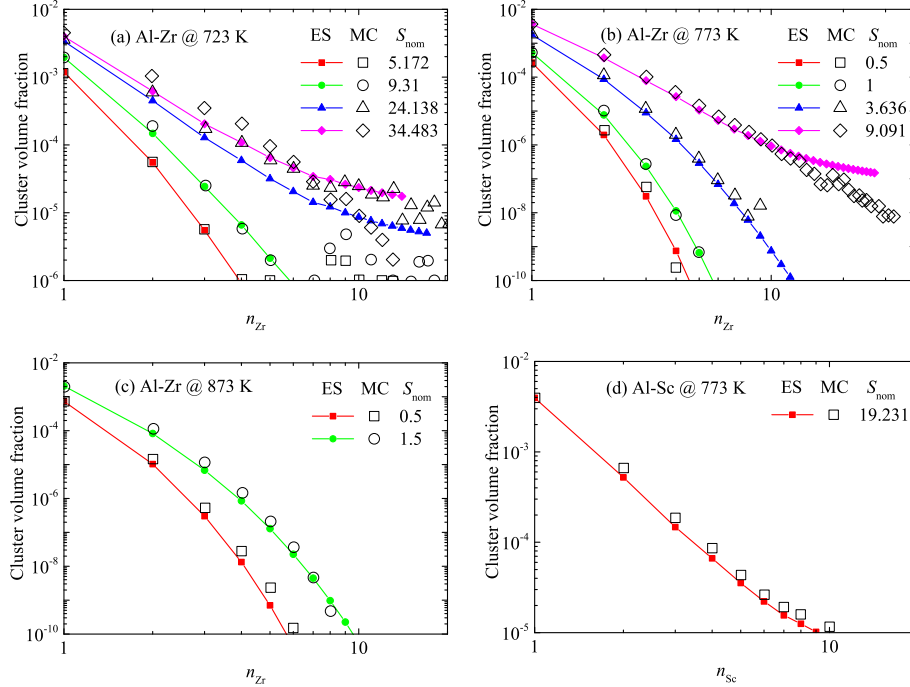 (a) Al-Zr @ 723 K
ES MC S_nom
5.172
9.31
24.138
34.483
10^-2
10^-3
10^-4
10^-5
10^-6
1
10
Cluster volume fraction
n_Zr
(b) Al-Zr @ 773 K
ES MC S_nom
0.5
1
3.636
9.091
10^-2
10^-4
10^-6
10^-8
10^-10
1
10
Cluster volume fraction
n_Zr
(c) Al-Zr @ 873 K
ES MC S_nom
0.5
1.5
10^-2
10^-4
10^-6
10^-8
10^-10
1
10
Cluster volume fraction
n_Zr
(d) Al-Sc @ 773 K
ES MC S_nom
19.231
10^-2
10^-3
10^-4
10^-5
1
10
Cluster volume fraction
n_Sc